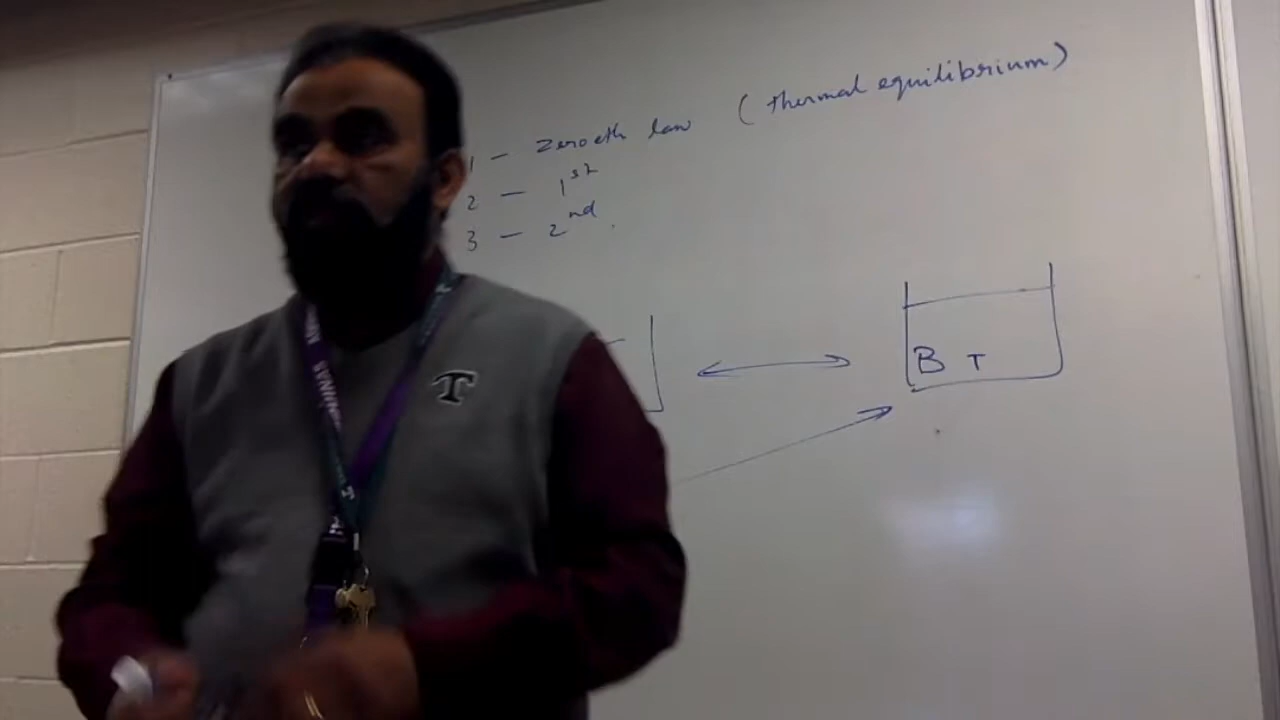 1 - Zeroeth law (thermal equilibrium)
2 - 1st
3 - 2nd.
B T
T